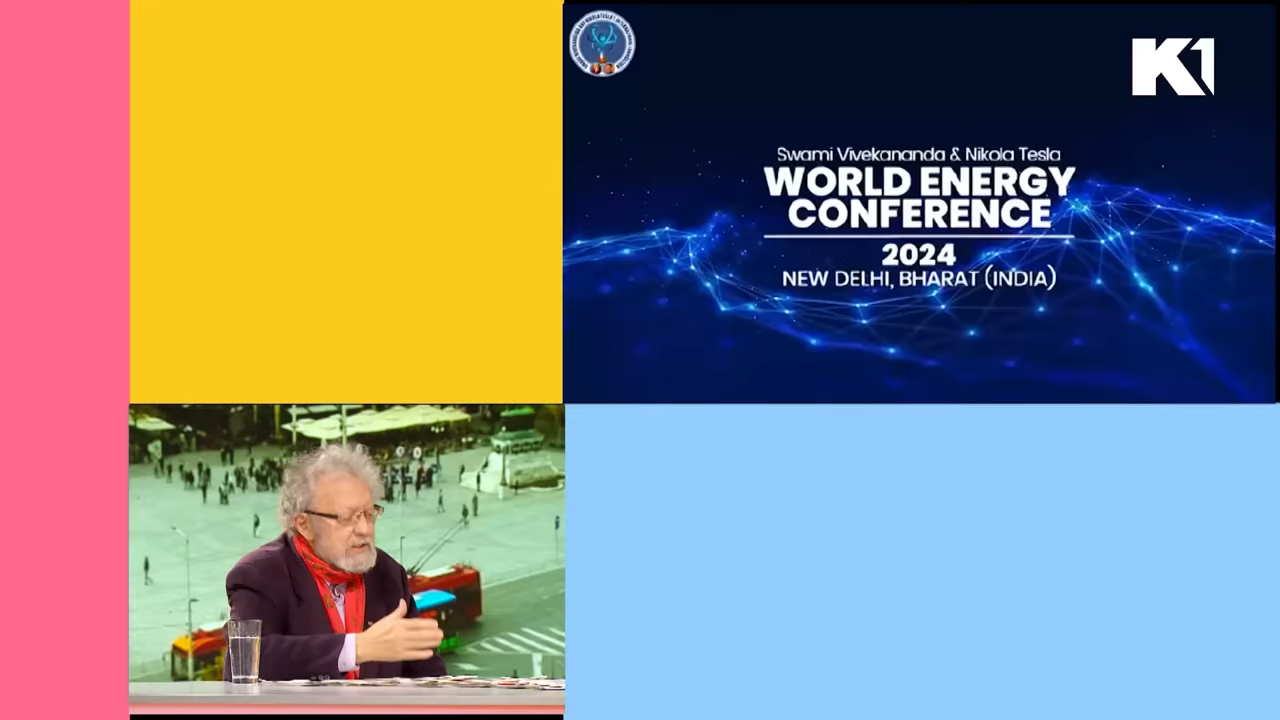 K1
Swami Vivekananda & Nikola Tesla
WORLD ENERGY
CONFERENCE
2024
NEW DELHI, BHARAT (INDIA)